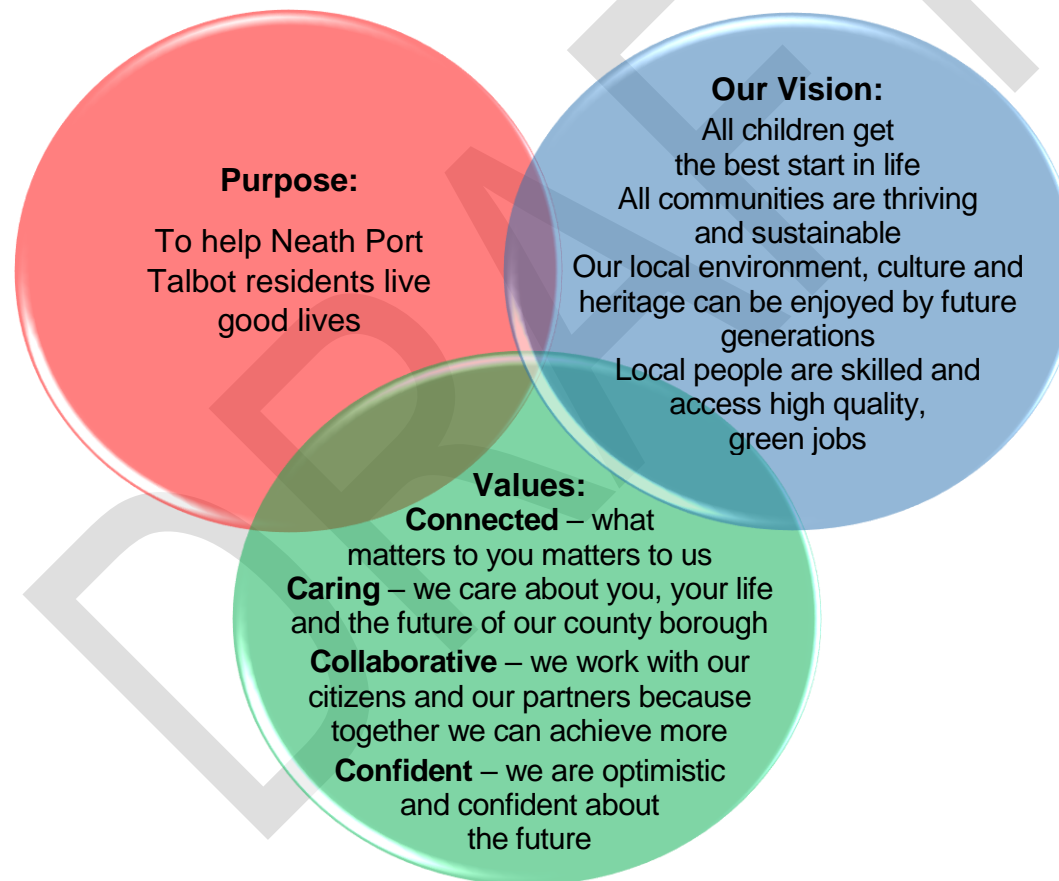 Purpose:
To help Neath Port
Talbot residents live
good lives
Our Vision:
All children get
the best start in life
All communities are thriving
and sustainable
Our local environment, culture and
heritage can be enjoyed by future
generations
Local people are skilled and
access high quality,
green jobs
Values:
Connected – what
matters to you matters to us
Caring – we care about you, your life
and the future of our county borough
Collaborative – we work with our
citizens and our partners because
together we can achieve more
Confident – we are optimistic
and confident about
the future
DRAFT